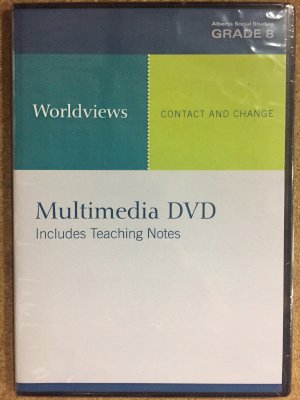 Alberta Social Studies
GRADE 8
Worldviews
CONTACT AND CHANGE
Multimedia DVD
Includes Teaching Notes